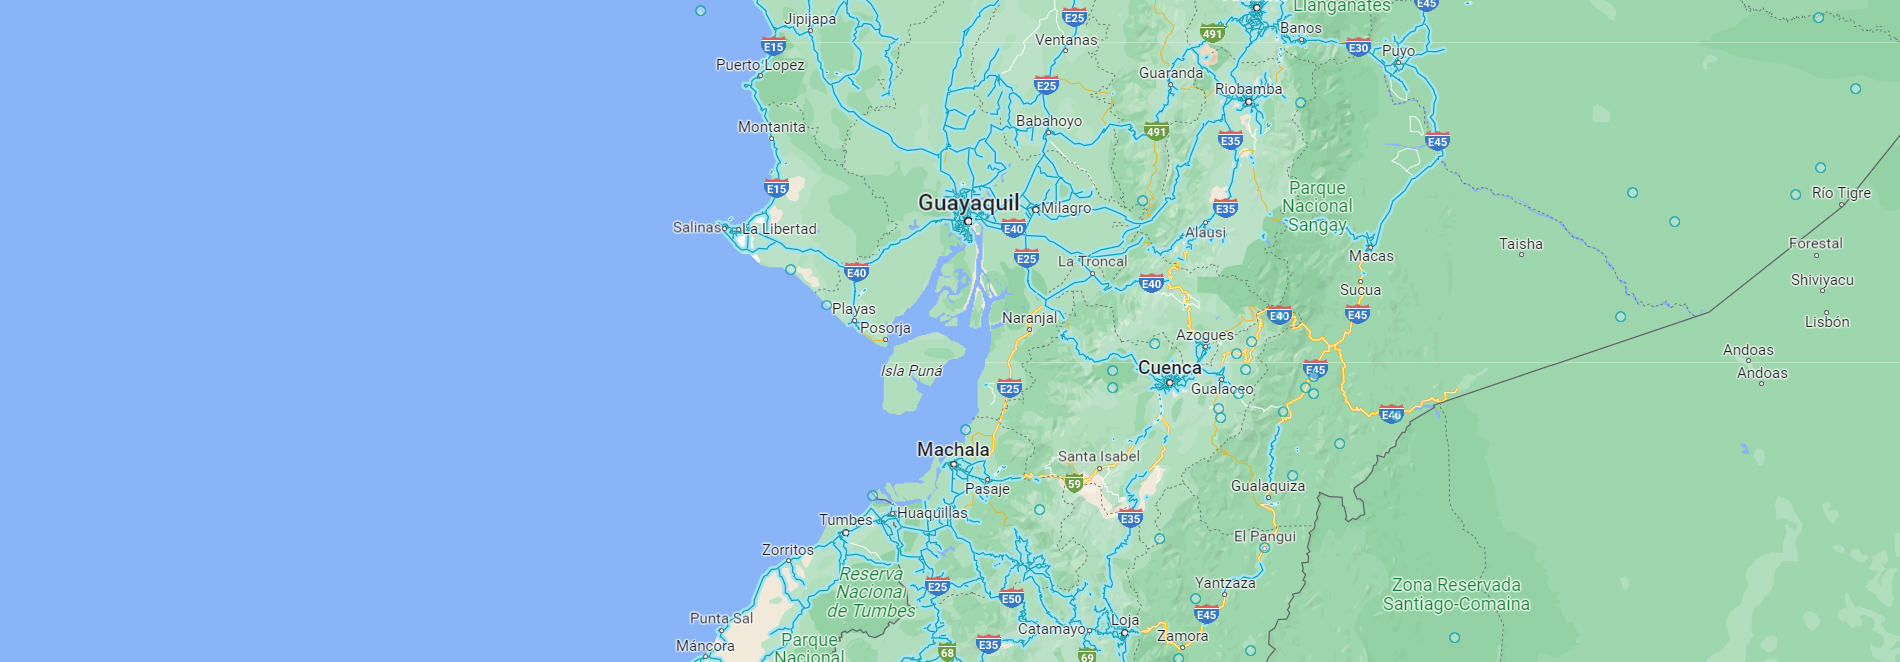 Llanganates
E45
Jipijapa
E25
Banos
491
Ventanas
E15
E30
Puyo
Puerto Lopez
Guaranda
E25
Riobamba
Babahoyo
Montanita
491
E35
E45
E15
Parque
Nacional
Sangay
Río Tigre
Guayaquil
Milagro
E35
Salinas
La Libertad
E40
Alausi
Taisha
Forestal
Macas
E25
La Troncal
E40
E40
Shiviyacu
Sucua
Playas
Naranjal
E40
E45
Lisbón
Posorja
Azogues
Andoas
Isla Puná
Cuenca
E45
Andoas
E25
Gualaceo
E40
Machala
Santa Isabel
Pasaje
59
Gualaquiza
Tumbes
Huaquillas
E35
El Pangui
Zorritos
Reserva
Nacional
de Tumbes
E25
E50
Yantzaza
Zona Reservada
Santiago-Comaina
E45
Punta Sal
Catamayo
Loja
Zamora
Máncora
Parque
Nacional
68
E35
69